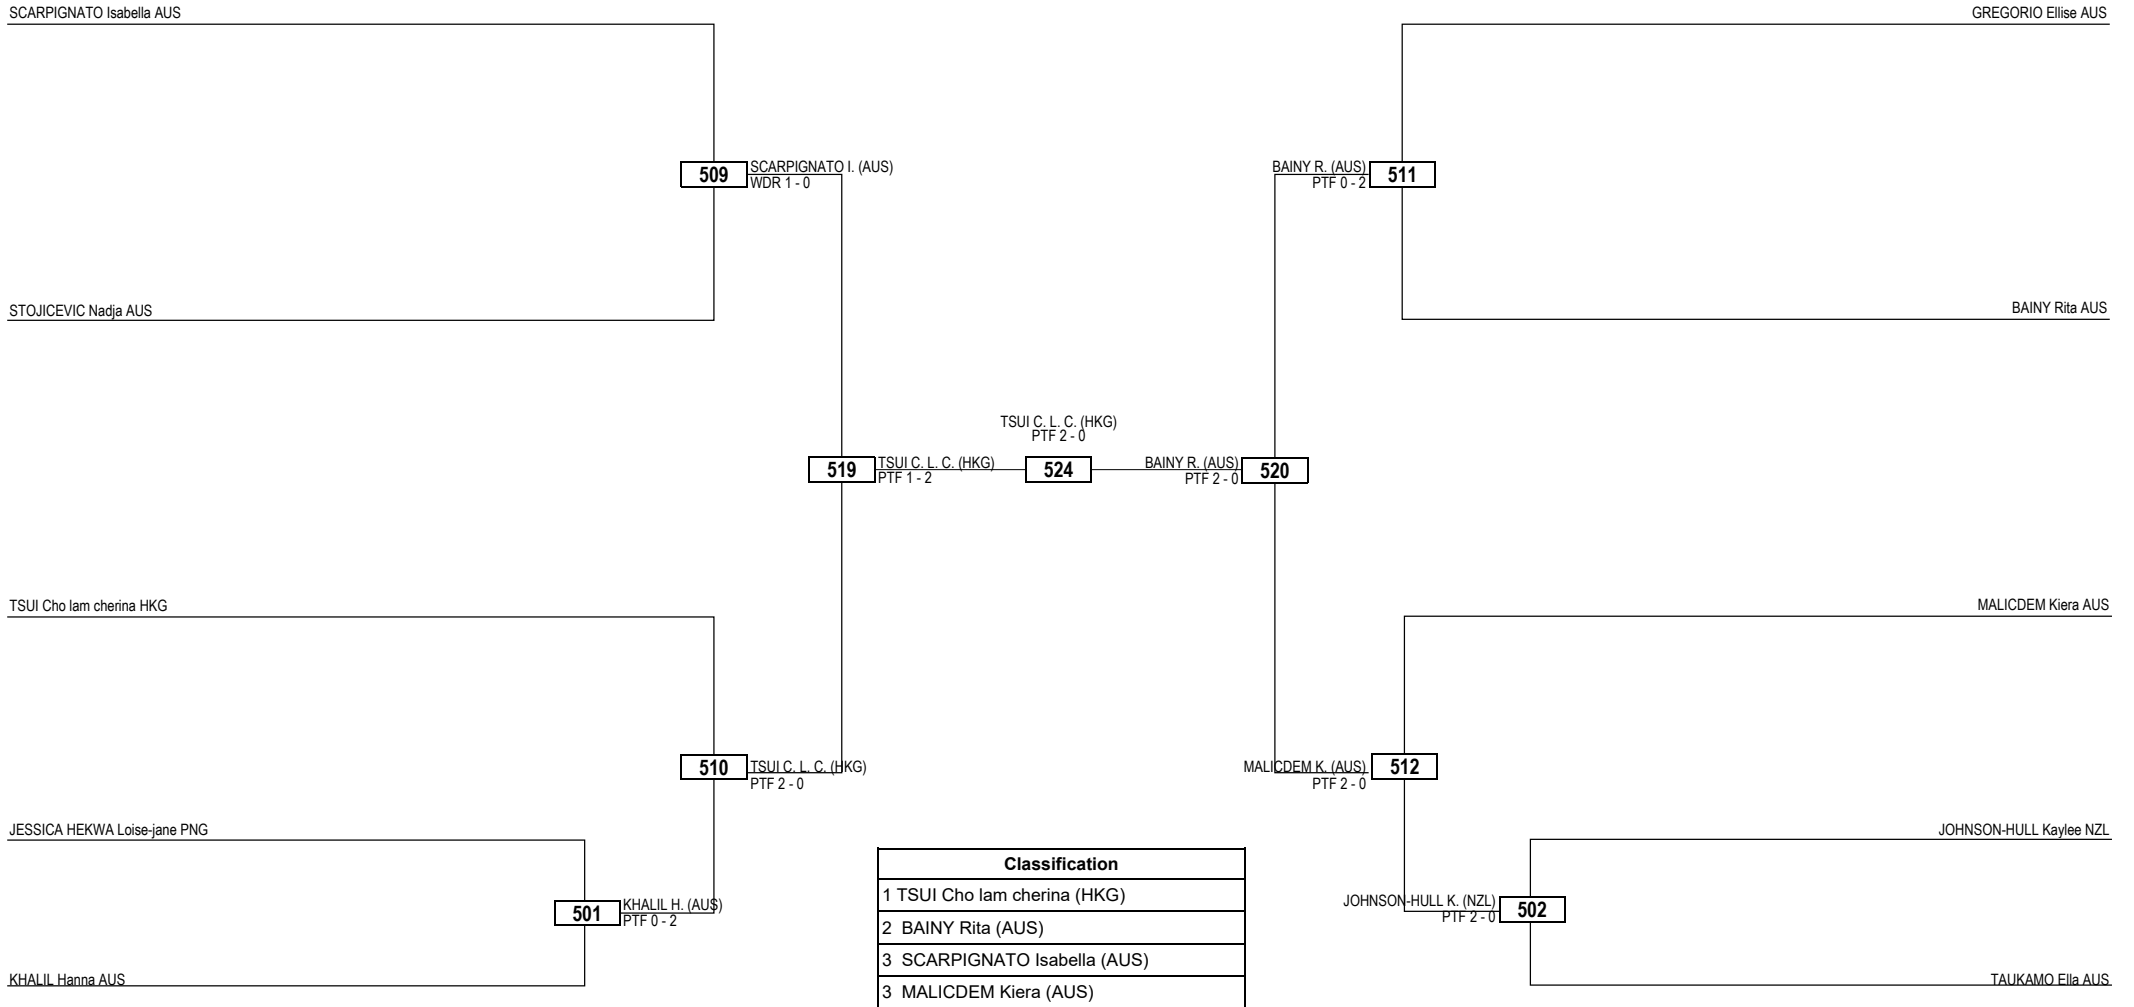 SCARPIGNATO Isabella AUS
GREGORIO Ellise AUS
509
SCARPIGNATO I. (AUS)
WDR 1 - 0
BAINY R. (AUS)
PTF 0 - 2
511
STOJICEVIC Nadja AUS
BAINY Rita AUS
TSUI C. L. C. (HKG)
PTF 2 - 0
519
TSUI C. L. C. (HKG)
PTF 1 - 2
524
BAINY R. (AUS)
PTF 2 - 0
520
TSUI Cho lam cherina HKG
MALICDEM Kiera AUS
510
TSUI C. L. C. (HKG)
PTF 2 - 0
MALICDEM K. (AUS)
PTF 2 - 0
512
JESSICA HEKWA Loise-jane PNG
JOHNSON-HULL Kaylee NZL
501
KHALIL H. (AUS)
PTF 0 - 2
JOHNSON-HULL K. (NZL)
PTF 2 - 0
502
KHALIL Hanna AUS
TAUKAMO Ella AUS
Classification
1 TSUI Cho lam cherina (HKG)
2 BAINY Rita (AUS)
3 SCARPIGNATO Isabella (AUS)
3 MALICDEM Kiera (AUS)